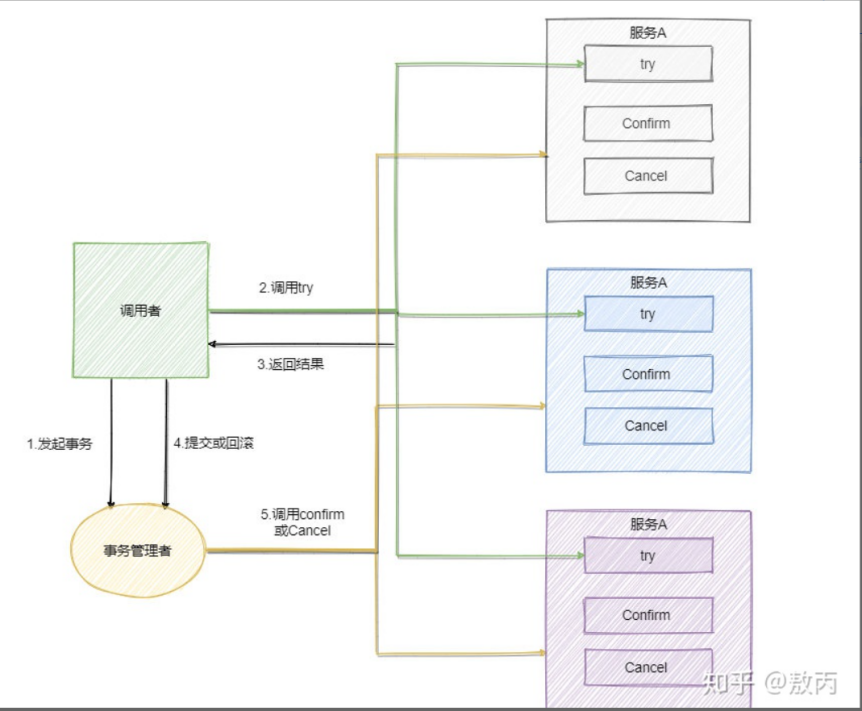 服务A
try
Confirm
Cancel
2.调用try
调用者
3.返回结果
服务A
try
Confirm
Cancel
1.发起事务
4.提交或回滚
5.调用confirm
或Cancel
事务管理者
服务A
try
Confirm
Cancel
知乎 @敖丙